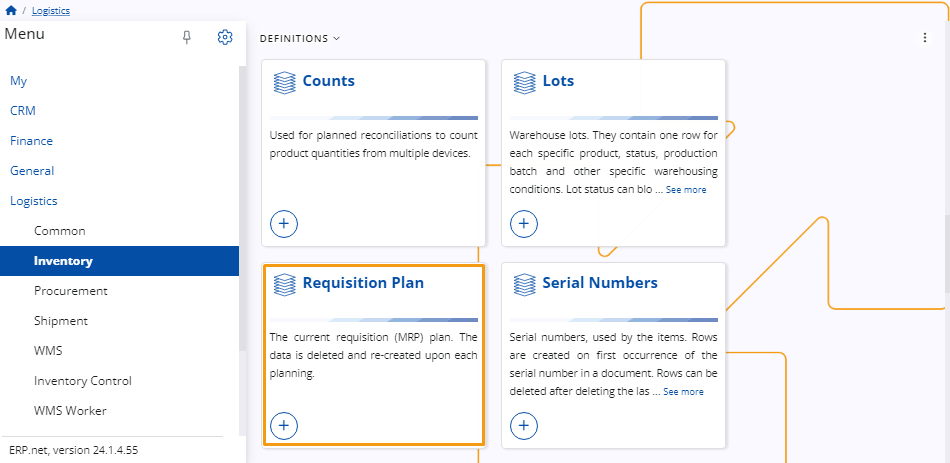 / Logistics
Menu
My
CRM
Finance
General
Logistics
Common
Inventory
Procurement
Shipment
WMS
Inventory Control
WMS Worker
ERP.net, version 24.1.4.55
DEFINITIONS
Counts
Used for planned reconciliations to count
product quantities from multiple devices.
Lots
Warehouse lots. They contain one row for
each specific product, status, production
batch and other specific warehousing
conditions. Lot status can blo ... See more
Requisition Plan
The current requisition (MRP) plan. The
data is deleted and re-created upon each
planning.
Serial Numbers
Serial numbers, used by the items. Rows
are created on first occurrence of the
serial number in a document. Rows can be
deleted after deleting the las ... See more